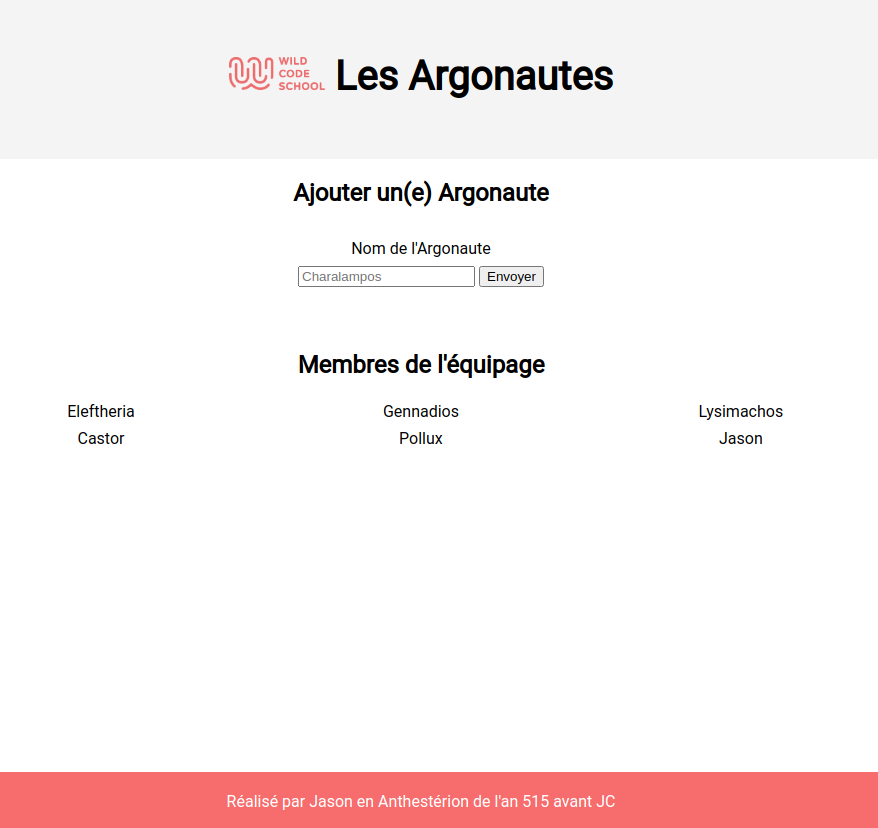 WILD
CODE
SCHOOL
Les Argonautes
Ajouter un(e) Argonaute
Nom de l'Argonaute
Charalampos Envoyer
Membres de l'équipage
Eleftheria Gennadios Lysimachos
Castor Pollux Jason
Réalisé par Jason en Anthestérion de l'an 515 avant JC